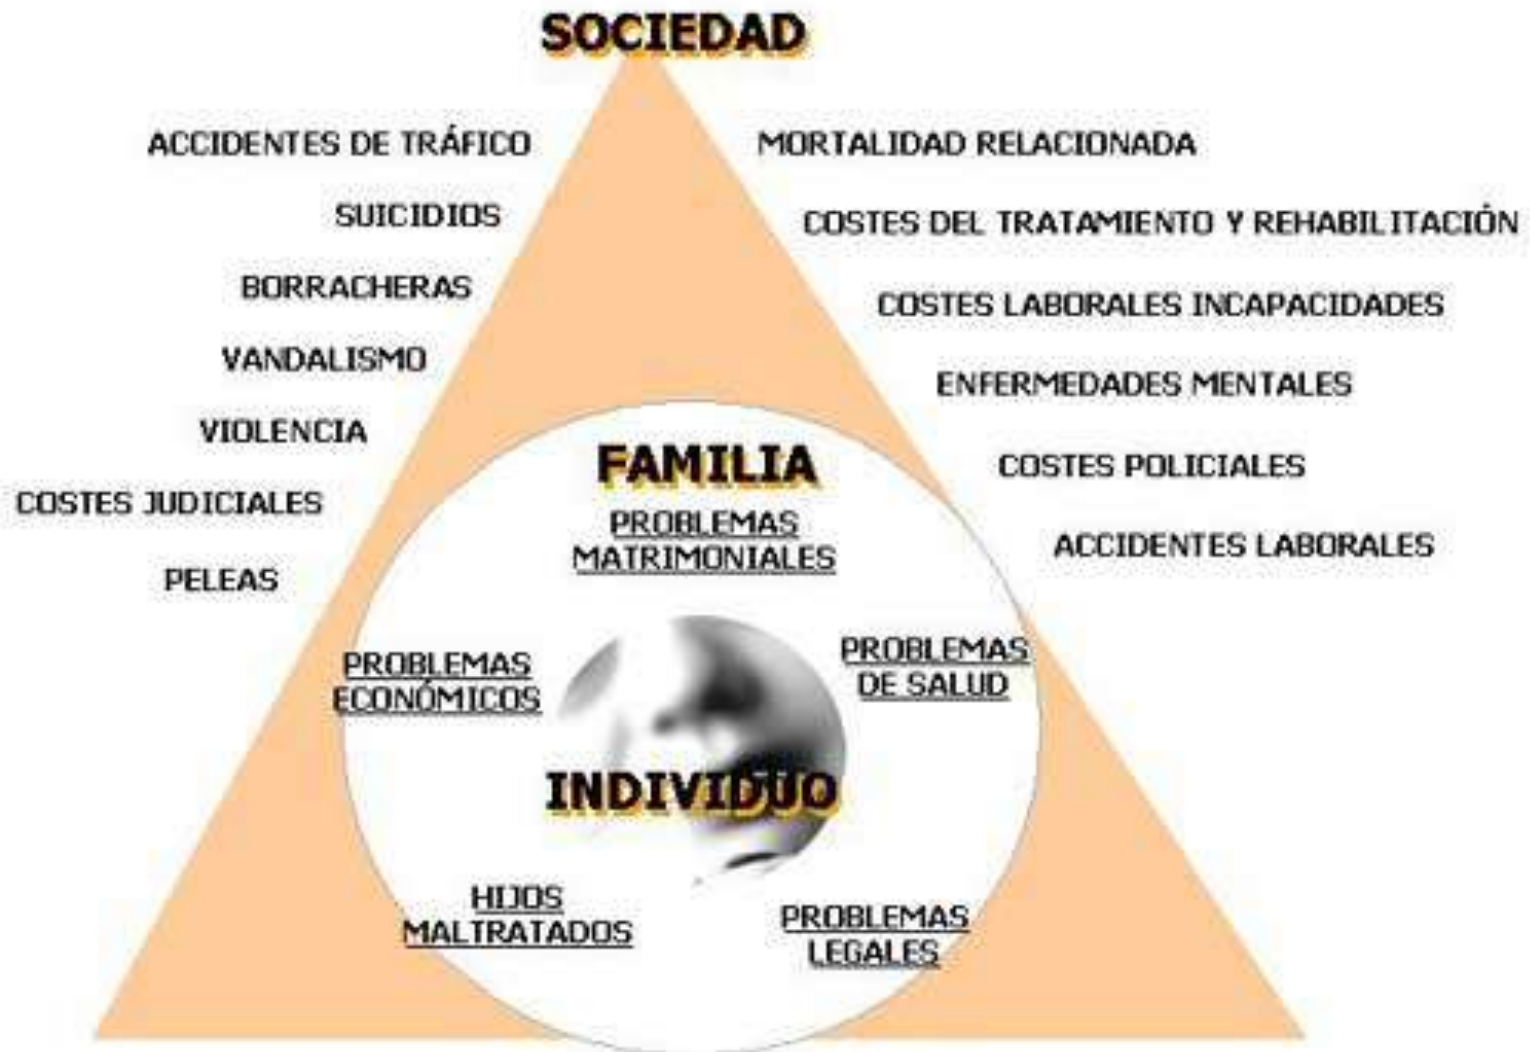 SOCIEDAD
ACCIDENTES DE TRÁFICO
SUICIDIOS
BORRACHERAS
VANDALISMO
VIOLENCIA
COSTES JUDICIALES
PELEAS
MORTALIDAD RELACIONADA
COSTES DEL TRATAMIENTO Y REHABILITACIÓN
COSTES LABORALES INCAPACIDADES
ENFERMEDADES MENTALES
COSTES POLICIALES
ACCIDENTES LABORALES
FAMILIA
PROBLEMAS
MATRIMONIALES
PROBLEMAS
ECONÓMICOS
PROBLEMAS
DE SALUD
INDIVIDUO
HIJOS
MALTRATADOS
PROBLEMAS
LEGALES